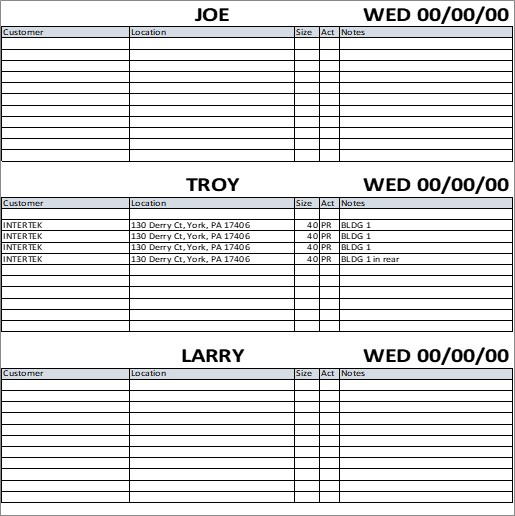 JOE WED 00/00/00
Customer Location Size Act Notes
TROY WED 00/00/00
Customer Location Size Act Notes
INTERTEK 130 Derry Ct, York, PA 17406 40 PR BLDG 1
INTERTEK 130 Derry Ct, York, PA 17406 40 PR BLDG 1
INTERTEK 130 Derry Ct, York, PA 17406 40 PR BLDG 1
INTERTEK 130 Derry Ct, York, PA 17406 40 PR BLDG 1 in rear
LARRY WED 00/00/00
Customer Location Size Act Notes